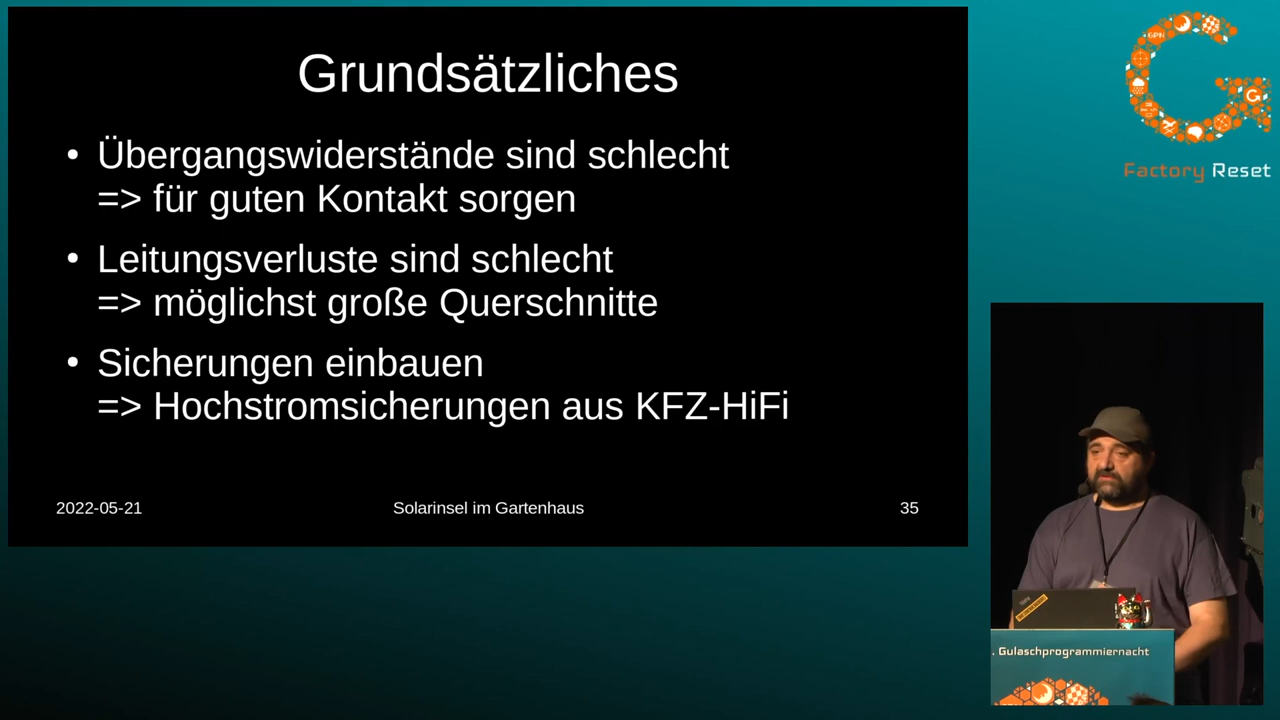 Grundsätzliches
• Übergangswiderstände sind schlecht
=> für guten Kontakt sorgen
• Leitungsverluste sind schlecht
=> möglichst große Querschnitte
• Sicherungen einbauen
=> Hochstromsicherungen aus KFZ-HiFi
2022-05-21
Solarinsel im Gartenhaus
35
GPN
Factory Reset
. Gulaschprogrammiernacht